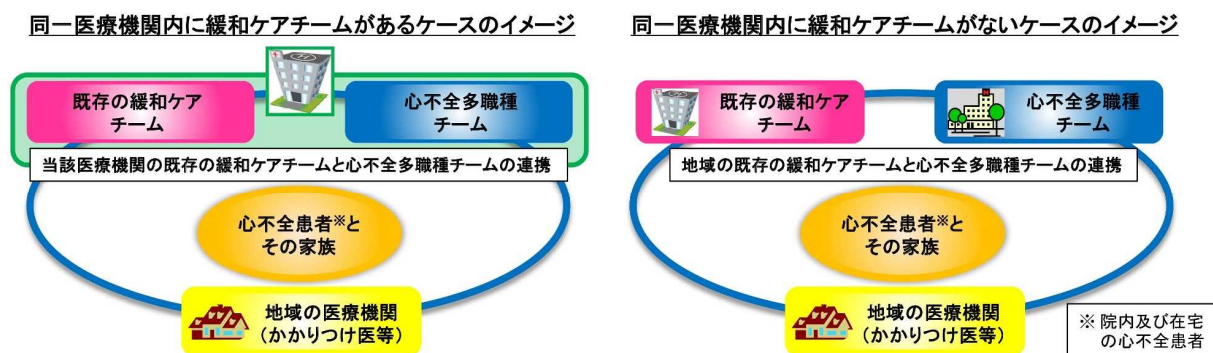 同一医療機関内に緩和ケアチームがあるケースのイメージ
既存の緩和ケア
チーム
心不全多職種
チーム
当該医療機関の既存の緩和ケアチームと心不全多職種チームの連携
心不全患者※と
その家族
地域の医療機関
(かかりつけ医等)
同一医療機関内に緩和ケアチームがないケースのイメージ
既存の緩和ケア
チーム
心不全多職種
チーム
地域の既存の緩和ケアチームと心不全多職種チームの連携
心不全患者※と
その家族
地域の医療機関
(かかりつけ医等)
※ 院内及び在宅
の心不全患者